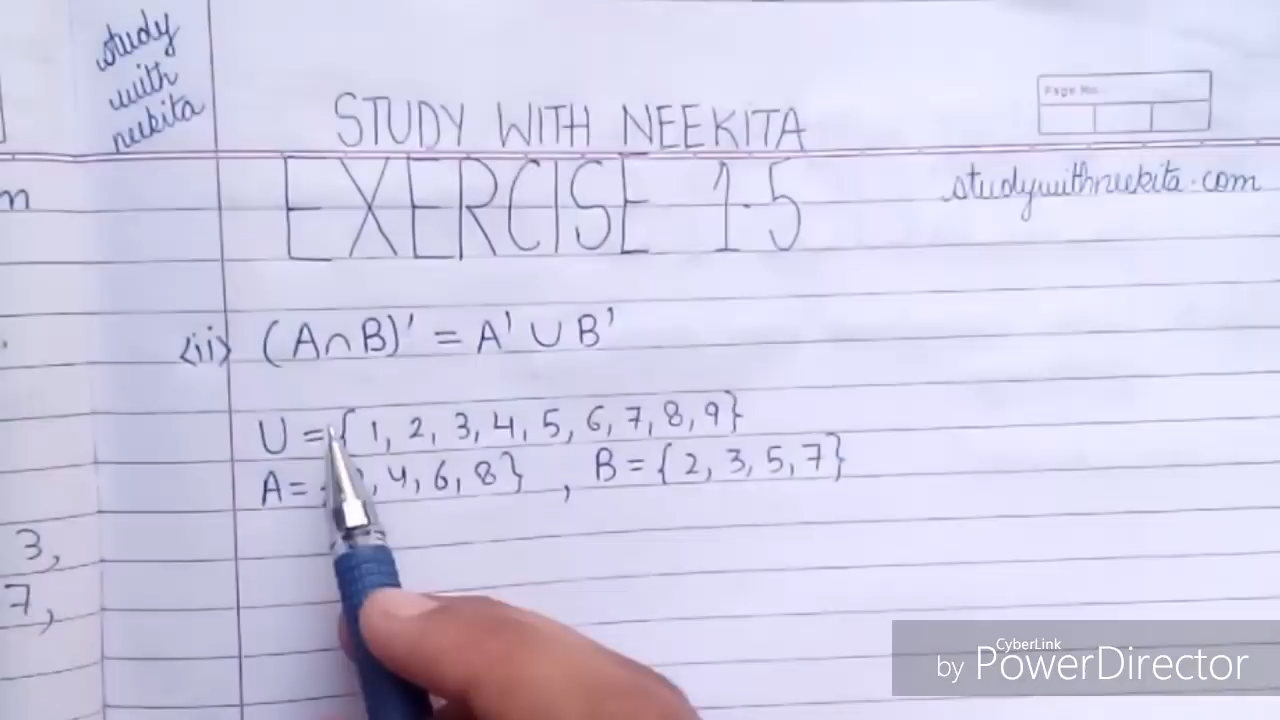 study
with
neekita
STUDY WITH NEEKITA
Page No.
EXERCISE 1.5
studywithneekita.com
n
(ii) (A∩B)' = A' ∪ B'
U = { 1, 2, 3, 4, 5, 6, 7, 8, 9}
A = , 4, 6, 8} , B = { 2, 3, 5, 7}
3,
7,
CyberLink
by PowerDirector